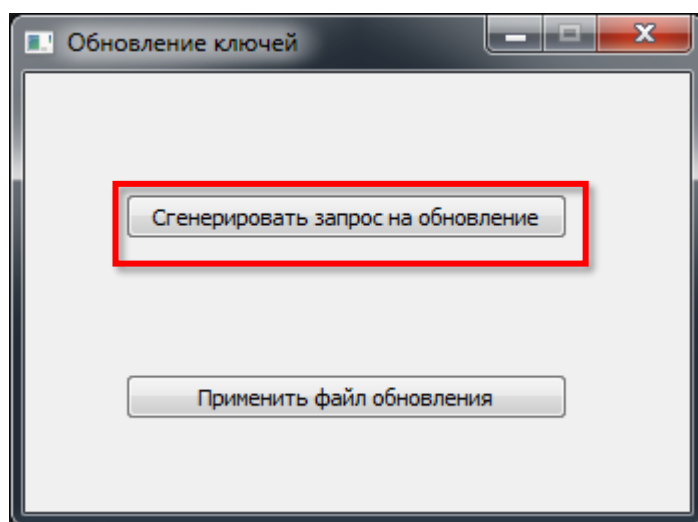 Обновление ключей
Сгенерировать запрос на обновление
Применить файл обновления